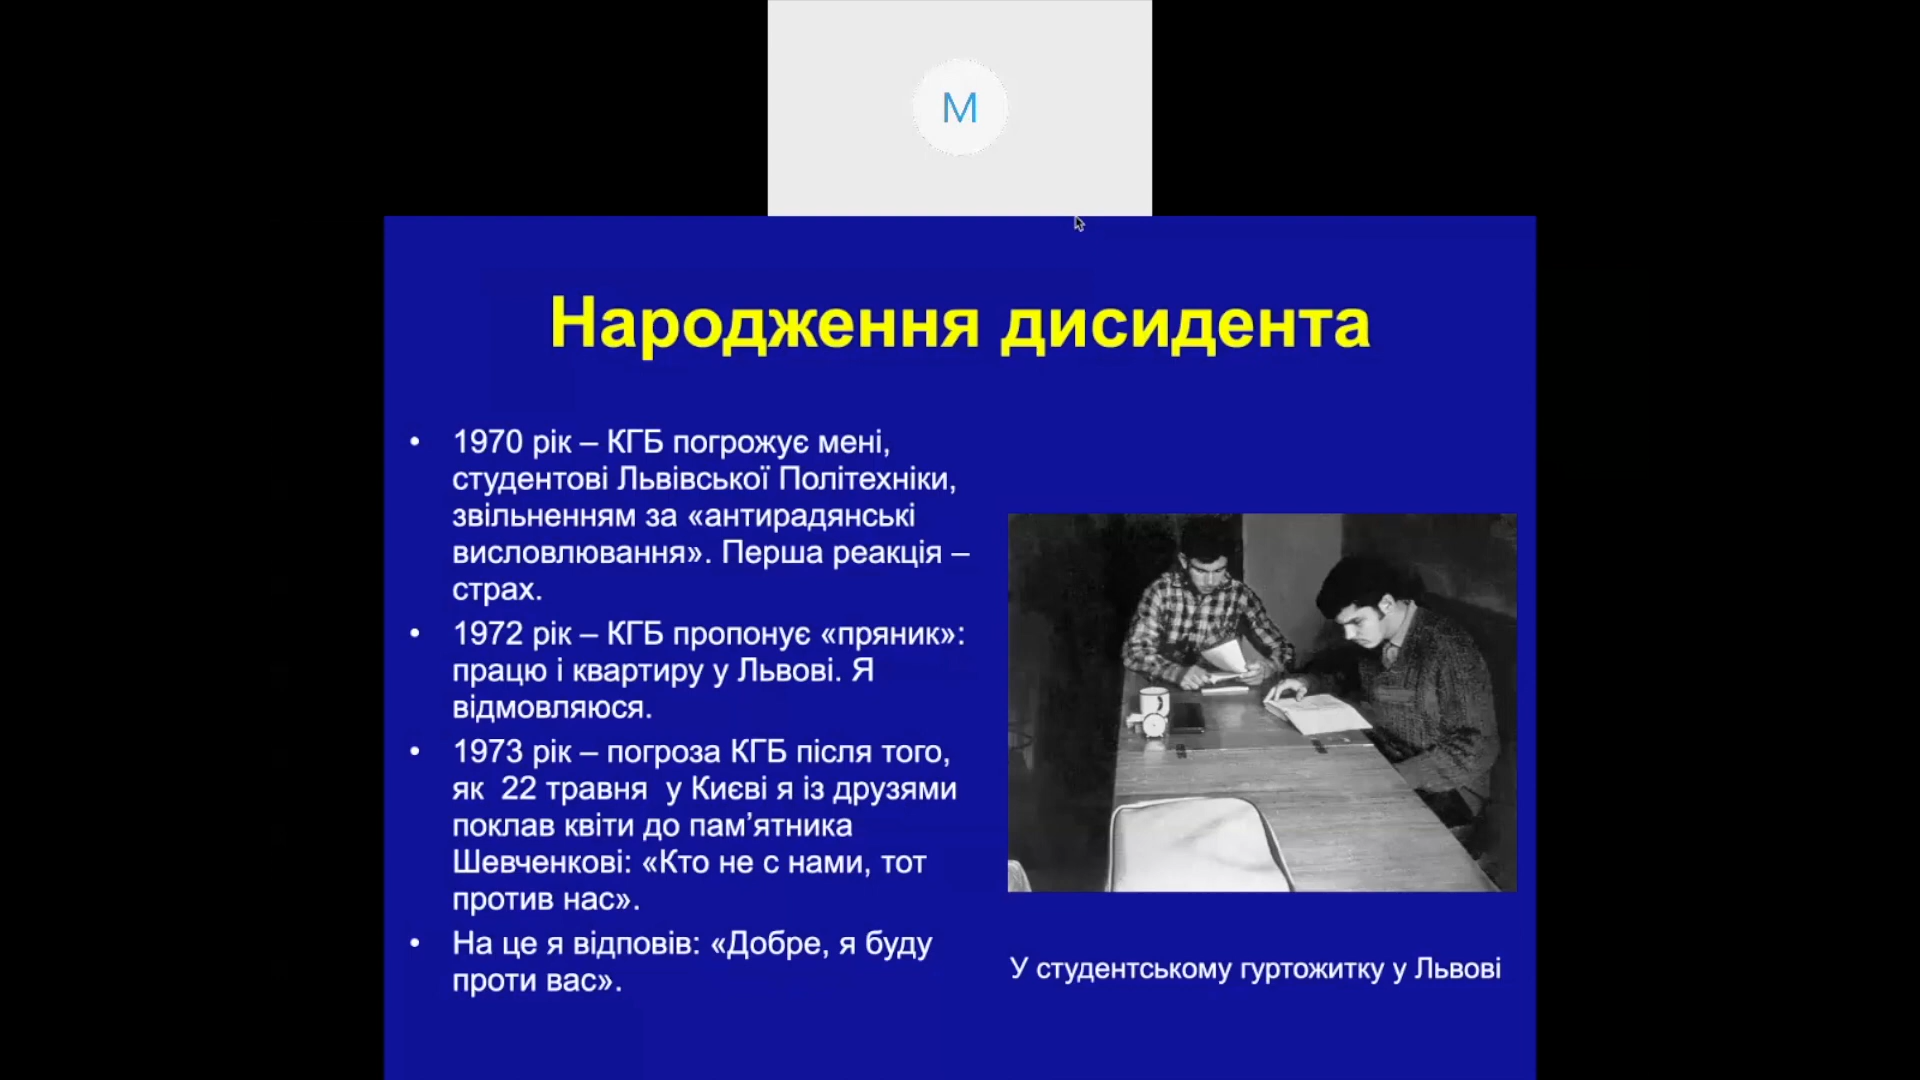 M
Народження дисидента
• 1970 рік – КГБ погрожує мені,
студентові Львівської Політехніки,
звільненням за «антирадянські
висловлювання». Перша реакція –
страх.
• 1972 рік – КГБ пропонує «пряник»:
працю і квартиру у Львові. Я
відмовляюся.
• 1973 рік – погроза КГБ після того,
як 22 травня у Києві я із друзями
поклав квіти до пам’ятника
Шевченкові: «Кто не с нами, тот
против нас».
• На це я відповів: «Добре, я буду
проти вас».
У студентському гуртожитку у Львові